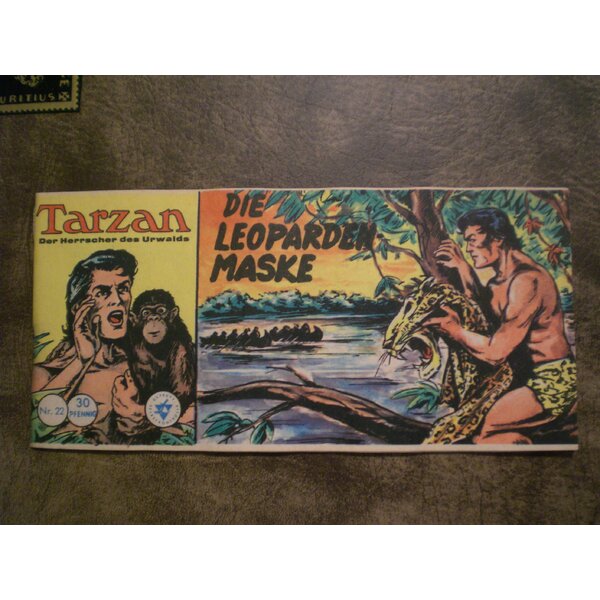 URITIUS
Tarzan
Der Herrscher des Urwalds
Nr. 22
30
PFENNIG
DIE
LEOPARDEN
MASKE